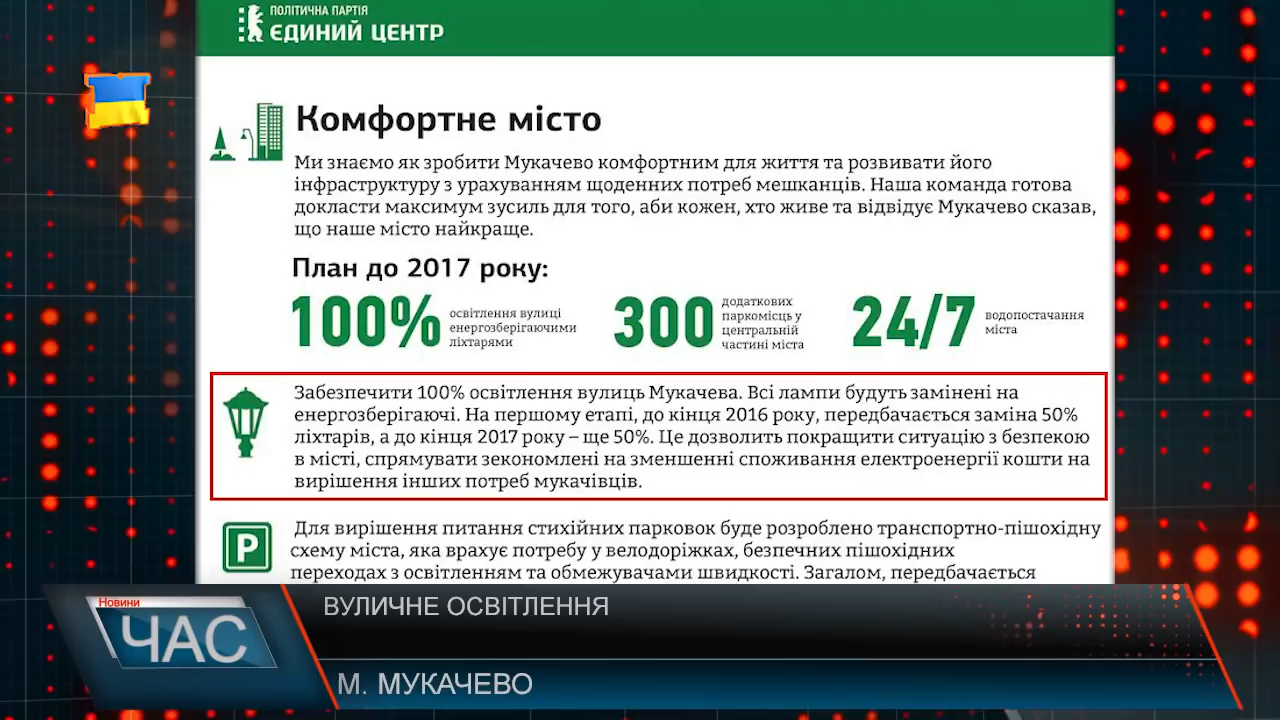 ПОЛІТИЧНА ПАРТІЯ
ЄДИНИЙ ЦЕНТР
Комфортне місто
Ми знаємо як зробити Мукачево комфортним для життя та розвивати його
інфраструктуру з урахуванням щоденних потреб мешканців. Наша команда готова
докласти максимум зусиль для того, аби кожен, хто живе та відвідує Мукачево сказав,
що наше місто найкраще.
План до 2017 року:
100%
освітлення вулиці
енергозберігаючими
ліхтарями
300
додаткових
паркомісць у
центральній
частині міста
24/7
водопостачання
міста
Забезпечити 100% освітлення вулиць Мукачева. Всі лампи будуть замінені на
енергозберігаючі. На першому етапі, до кінця 2016 року, передбачається заміна 50%
ліхтарів, а до кінця 2017 року – ще 50%. Це дозволить покращити ситуацію з безпекою
в місті, спрямувати зекономлені на зменшенні споживання електроенергії кошти на
вирішення інших потреб мукачівців.
P
Для вирішення питання стихійних парковок буде розроблено транспортно-пішохідну
схему міста, яка врахує потребу у велодоріжках, безпечних пішохідних
переходах з освітленням та обмежувачами швидкості. Загалом, передбачається
Новини
ЧАС
ВУЛИЧНЕ ОСВІТЛЕННЯ
М. МУКАЧЕВО